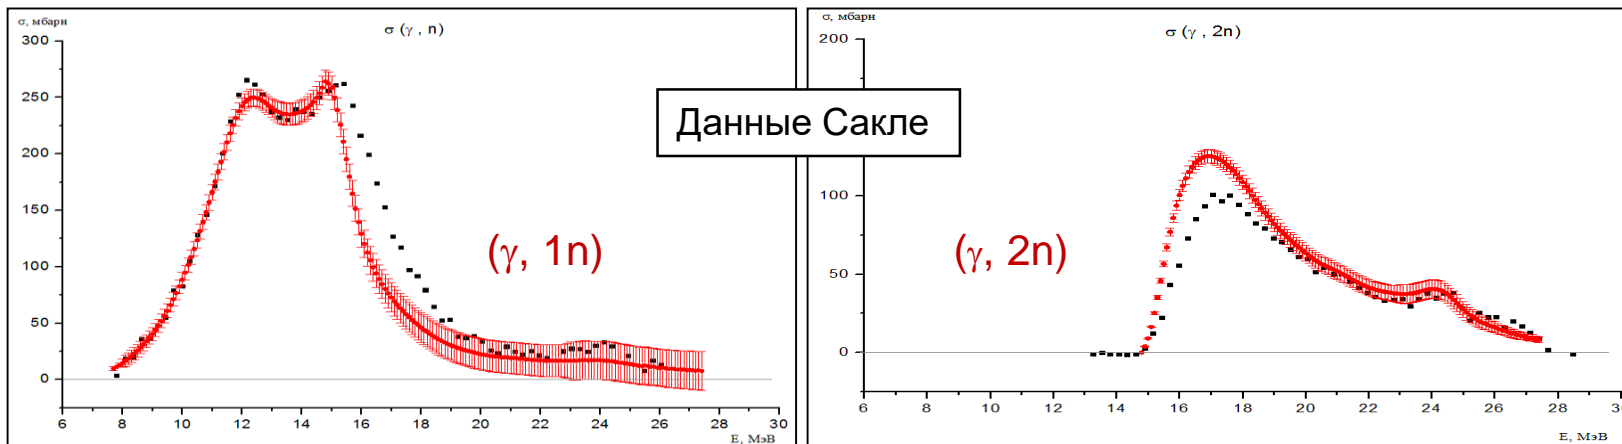 σ, мбарн
σ (γ, n)
300
250
200
150
100
50
0
6 8 10 12 14 16 18 20 22 24 26 28 30
E, МэВ
(γ, 1n)
Данные Сакле
σ, мбарн
σ (γ, 2n)
200
100
50
0
6 8 10 12 14 16 18 20 22 24 26 28 30
E, МэВ
(γ, 2n)